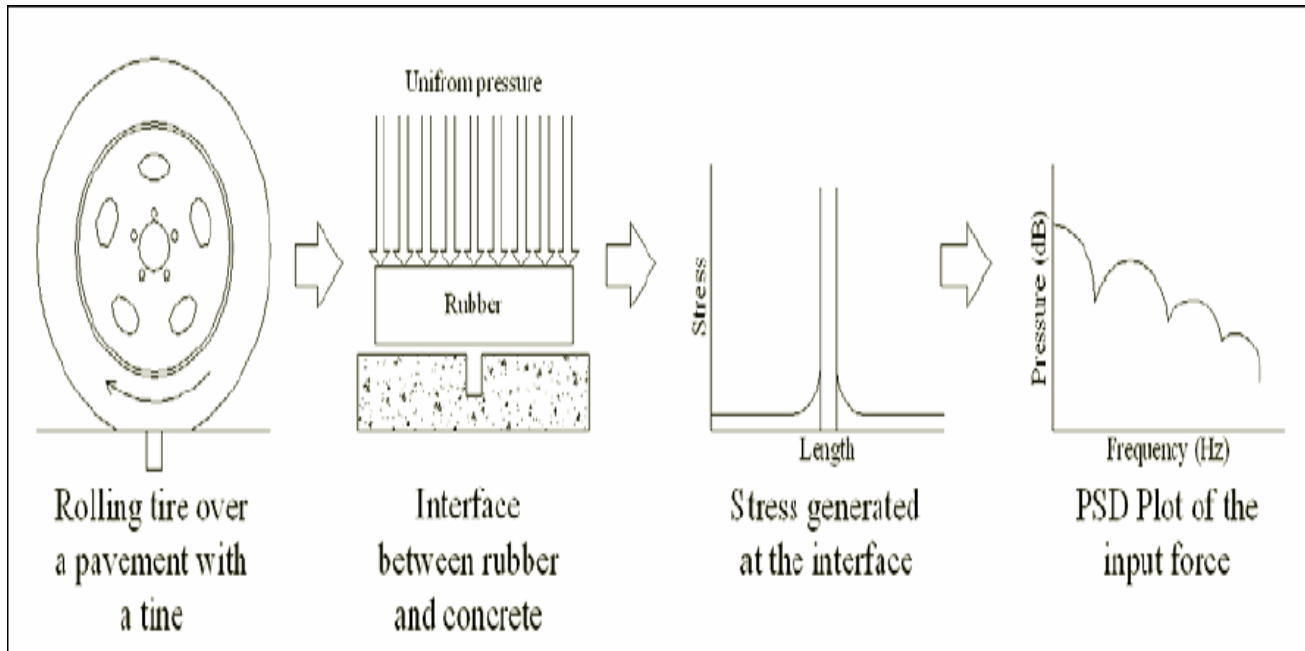 Unifrom pressure
Rubber
Stress
Length
Pressure (dB)
Frequency (Hz)
Rolling tire over
a pavement with
a tine
Interface
between rubber
and concrete
Stress generated
at the interface
PSD Plot of the
input force